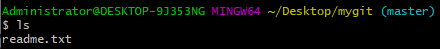 Administrator@DESKTOP-9J353NG MINGW64 ~/Desktop/mygit (master)
$ ls
readme.txt